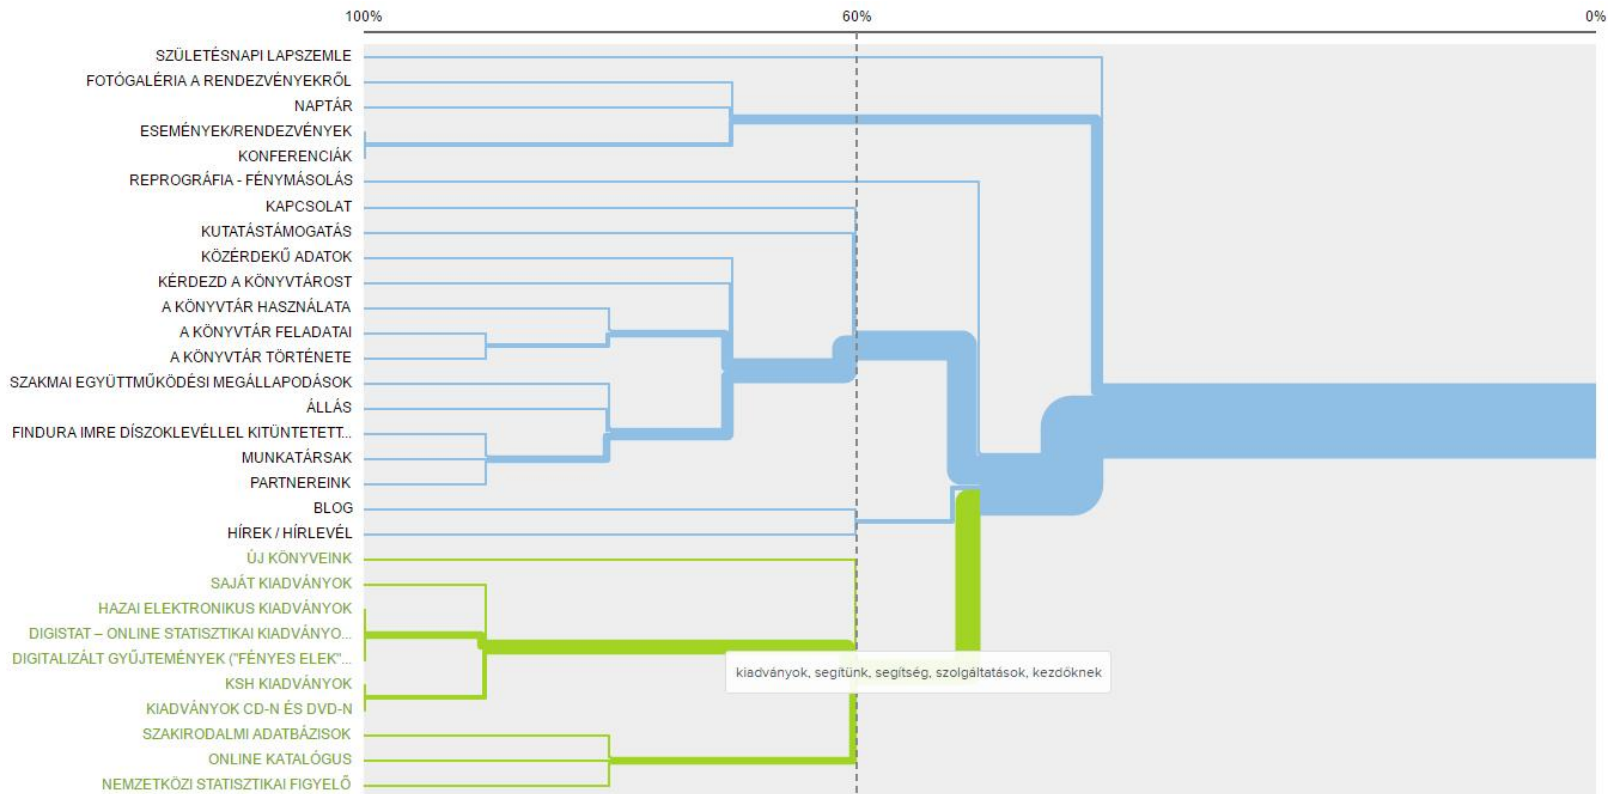 100% 60% 0%
SZÜLETÉSNAPI LAPSZEMLE
FOTÓGALÉRIA A RENDEZVÉNYEKRŐL
NAPTÁR
ESEMÉNYEK/RENDEZVÉNYEK
KONFERENCIÁK
REPROGRÁFIA - FÉNYMÁSOLÁS
KAPCSOLAT
KUTATÁSTÁMOGATÁS
KÖZÉRDEKŰ ADATOK
KÉRDEZD A KÖNYVTÁROST
A KÖNYVTÁR HASZNÁLATA
A KÖNYVTÁR FELADATAI
A KÖNYVTÁR TÖRTÉNETE
SZAKMAI EGYÜTTMŰKÖDÉSI MEGÁLLAPODÁSOK
ÁLLÁS
FINDURA IMRE DÍSZOKLEVÉLLEL KITÜNTETETT...
MUNKATÁRSAK
PARTNEREINK
BLOG
HÍREK / HÍRLEVÉL
ÚJ KÖNYVEINK
SAJÁT KIADVÁNYOK
HAZAI ELEKTRONIKUS KIADVÁNYOK
DIGISTAT – ONLINE STATISZTIKAI KIADVÁNYO...
DIGITALIZÁLT GYŰJTEMÉNYEK ("FÉNYES ELEK"...
kiadványok, segítünk, segítség, szolgáltatások, kezdőknek
KSH KIADVÁNYOK
KIADVÁNYOK CD-N ÉS DVD-N
SZAKIRODALMI ADATBÁZISOK
ONLINE KATALÓGUS
NEMZETKÖZI STATISZTIKAI FIGYELŐ